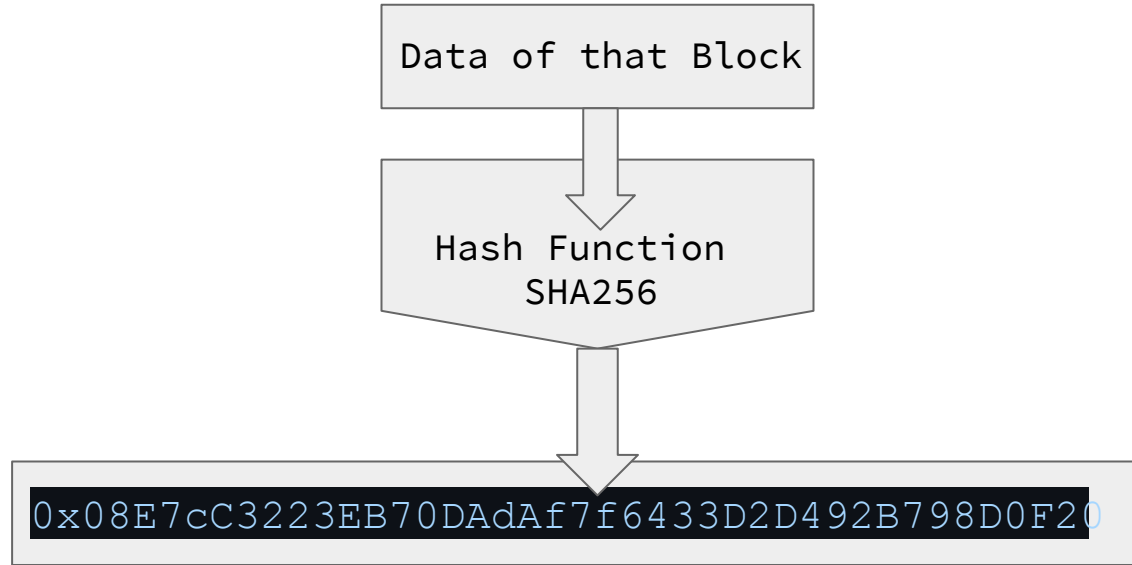 Data of that Block
Hash Function
SHA256
0x08E7cC3223EB70DAdAf7f6433D2D492B798D0F20